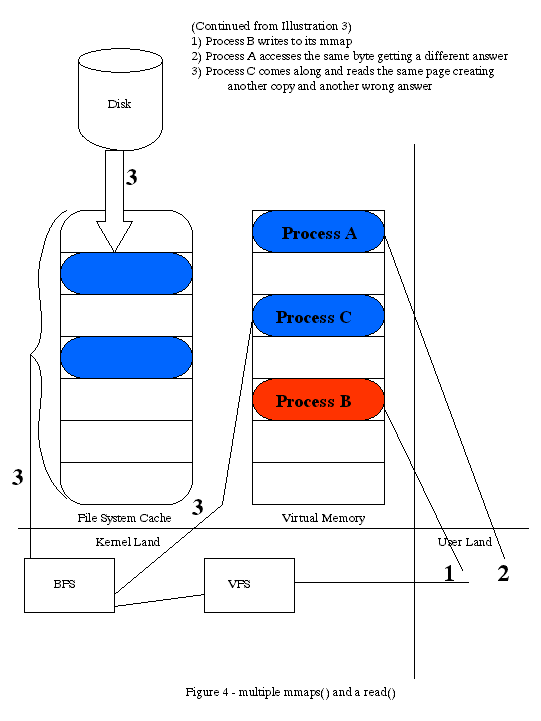 (Continued from Illustration 3)
1) Process B writes to its mmap
2) Process A accesses the same byte getting a different answer
3) Process C comes along and reads the same page creating
another copy and another wrong answer
Disk
3
Process A
Process C
Process B
3
3
File System Cache
Virtual Memory
Kernel Land
User Land
BFS
VFS
1
2
Figure 4 - multiple mmaps() and a read()